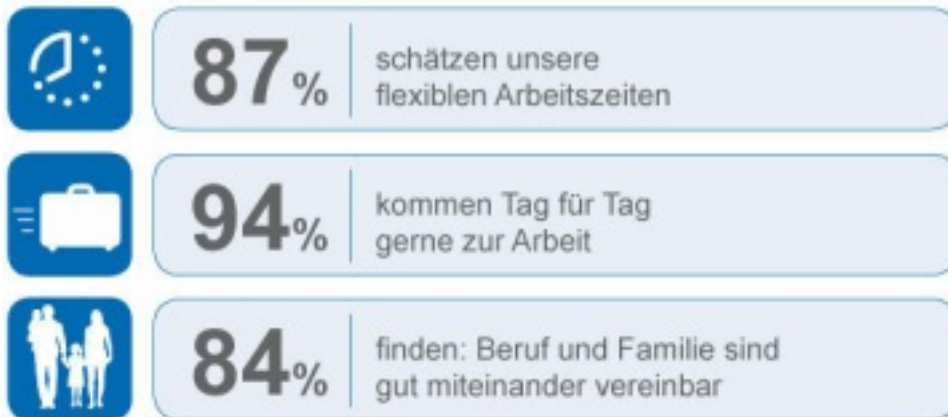 87%
schätzen unsere
flexiblen Arbeitszeiten
94%
kommen Tag für Tag
gerne zur Arbeit
84%
finden: Beruf und Familie sind
gut miteinander vereinbar